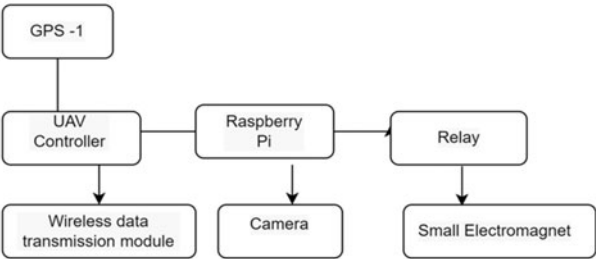 GPS -1
UAV
Controller
Raspberry
Pi
Relay
Wireless data
transmission module
Camera
Small Electromagnet